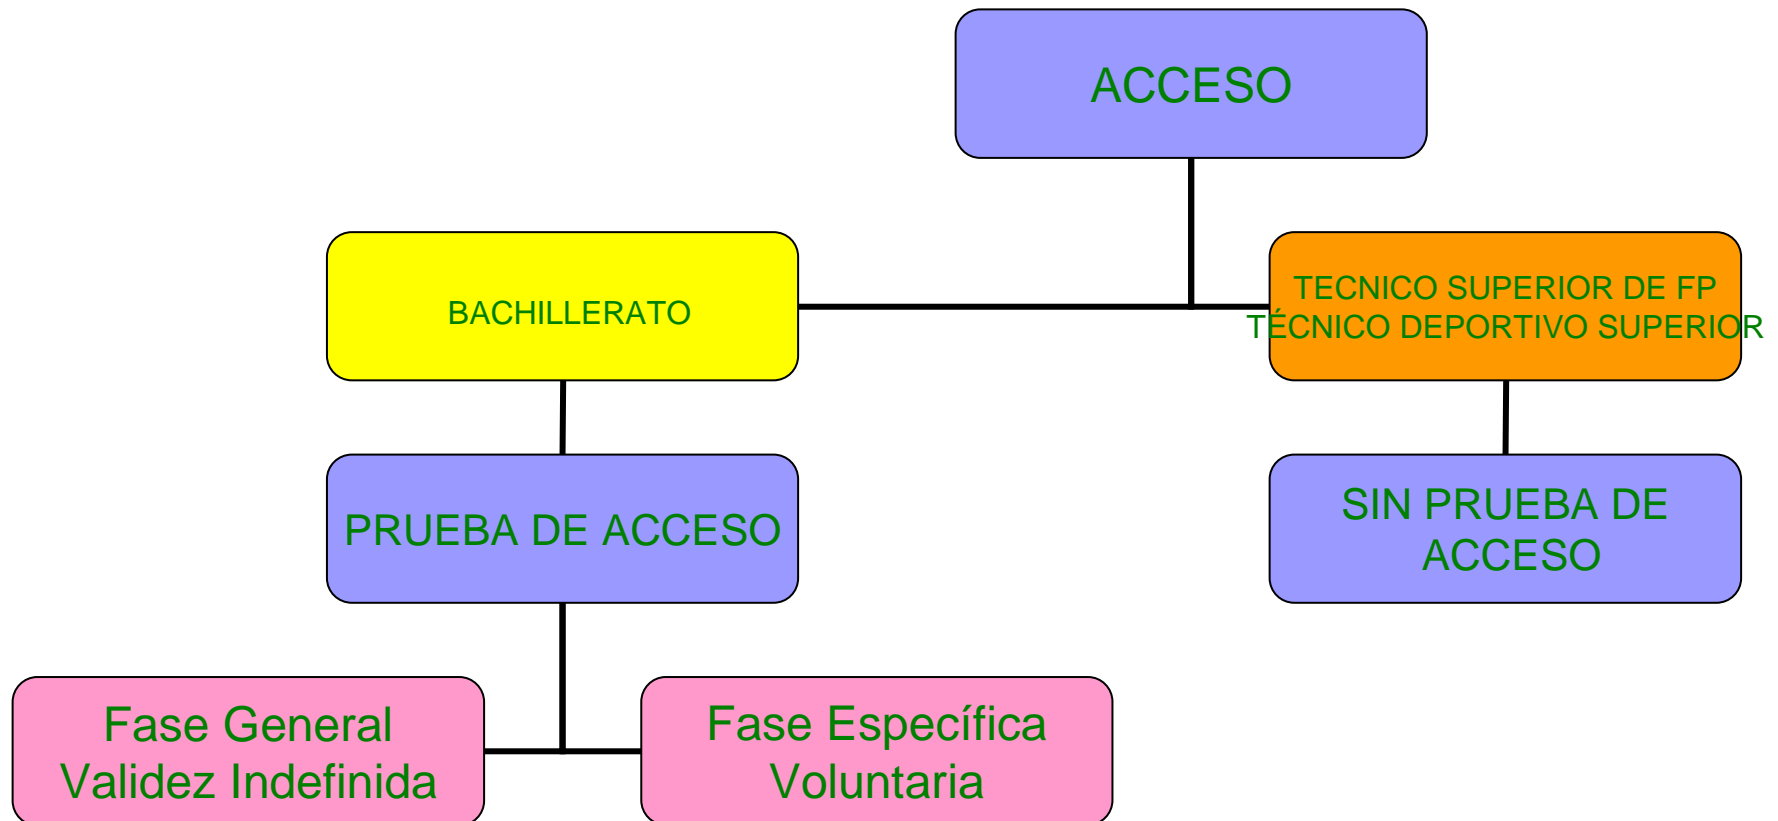 ACCESO
BACHILLERATO
TECNICO SUPERIOR DE FP
TÉCNICO DEPORTIVO SUPERIOR
PRUEBA DE ACCESO
SIN PRUEBA DE
ACCESO
Fase General
Validez Indefinida
Fase Específica
Voluntaria